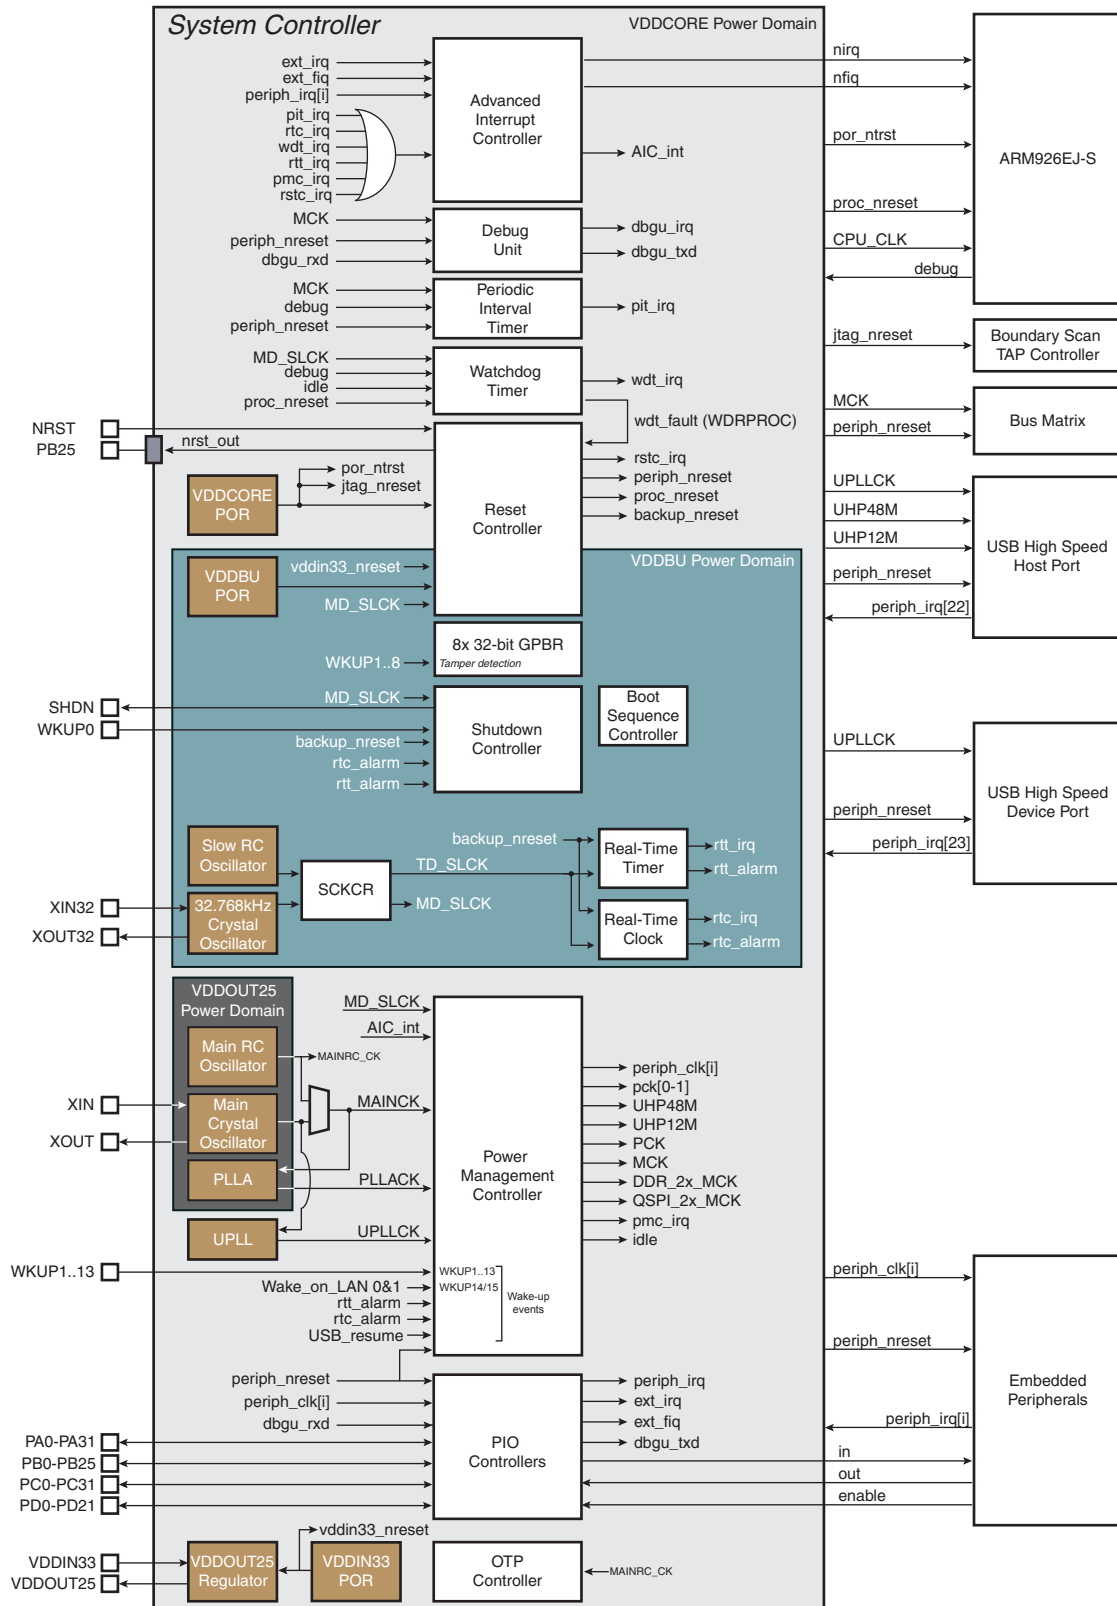 System Controller
VDDCORE Power Domain
ext_irq
ext_fiq
periph_irq[i]
pit_irq
rtc_irq
wdt_irq
rtt_irq
pmc_irq
rstc_irq
Advanced
Interrupt
Controller
AIC_int
nirq
nfiq
por_ntrst
proc_nreset
CPU_CLK
debug
ARM926EJ-S
MCK
periph_nreset
dbgu_rxd
Debug
Unit
dbgu_irq
dbgu_txd
MCK
debug
periph_nreset
Periodic
Interval
Timer
pit_irq
MD_SLCK
debug
idle
proc_nreset
Watchdog
Timer
wdt_irq
wdt_fault (WDRPROC)
jtag_nreset
Boundary Scan
TAP Controller
MCK
periph_nreset
Bus Matrix
NRST
PB25
nrst_out
VDDCORE
POR
por_ntrst
jtag_nreset
Reset
Controller
rstc_irq
periph_nreset
proc_nreset
backup_nreset
UPLLCK
UHP48M
UHP12M
periph_nreset
periph_irq[22]
USB High Speed
Host Port
VDDBU Power Domain
VDDBU
POR
vddin33_nreset
MD_SLCK
WKUP1..8
8x 32-bit GPBR
Tamper detection
SHDN
WKUP0
MD_SLCK
backup_nreset
rtc_alarm
rtt_alarm
Shutdown
Controller
Boot
Sequence
Controller
UPLLCK
periph_nreset
periph_irq[23]
USB High Speed
Device Port
Slow RC
Oscillator
XIN32
XOUT32
32.768kHz
Crystal
Oscillator
SCKCR
backup_nreset
TD_SLCK
MD_SLCK
Real-Time
Timer
rtt_irq
rtt_alarm
Real-Time
Clock
rtc_irq
rtc_alarm
VDDOUT25
Power Domain
Main RC
Oscillator
MAINRC_CK
XIN
XOUT
Main
Crystal
Oscillator
PLLA
UPLL
MD_SLCK
AIC_int
MAINCK
PLLACK
UPLLCK
Power
Management
Controller
periph_clk[i]
pck[0-1]
UHP48M
UHP12M
PCK
MCK
DDR_2x_MCK
QSPI_2x_MCK
pmc_irq
idle
WKUP1..13
Wake_on_LAN 0&1
rtt_alarm
rtc_alarm
USB_resume
WKUP1..13
WKUP14/15
Wake-up
events
periph_clk[i]
periph_nreset
periph_irq[i]
in
out
enable
Embedded
Peripherals
periph_nreset
periph_clk[i]
dbgu_rxd
PA0-PA31
PB0-PB25
PC0-PC31
PD0-PD21
PIO
Controllers
periph_irq
ext_irq
ext_fiq
dbgu_txd
vddin33_nreset
VDDIN33
VDDOUT25
VDDOUT25
Regulator
VDDIN33
POR
OTP
Controller
MAINRC_CK